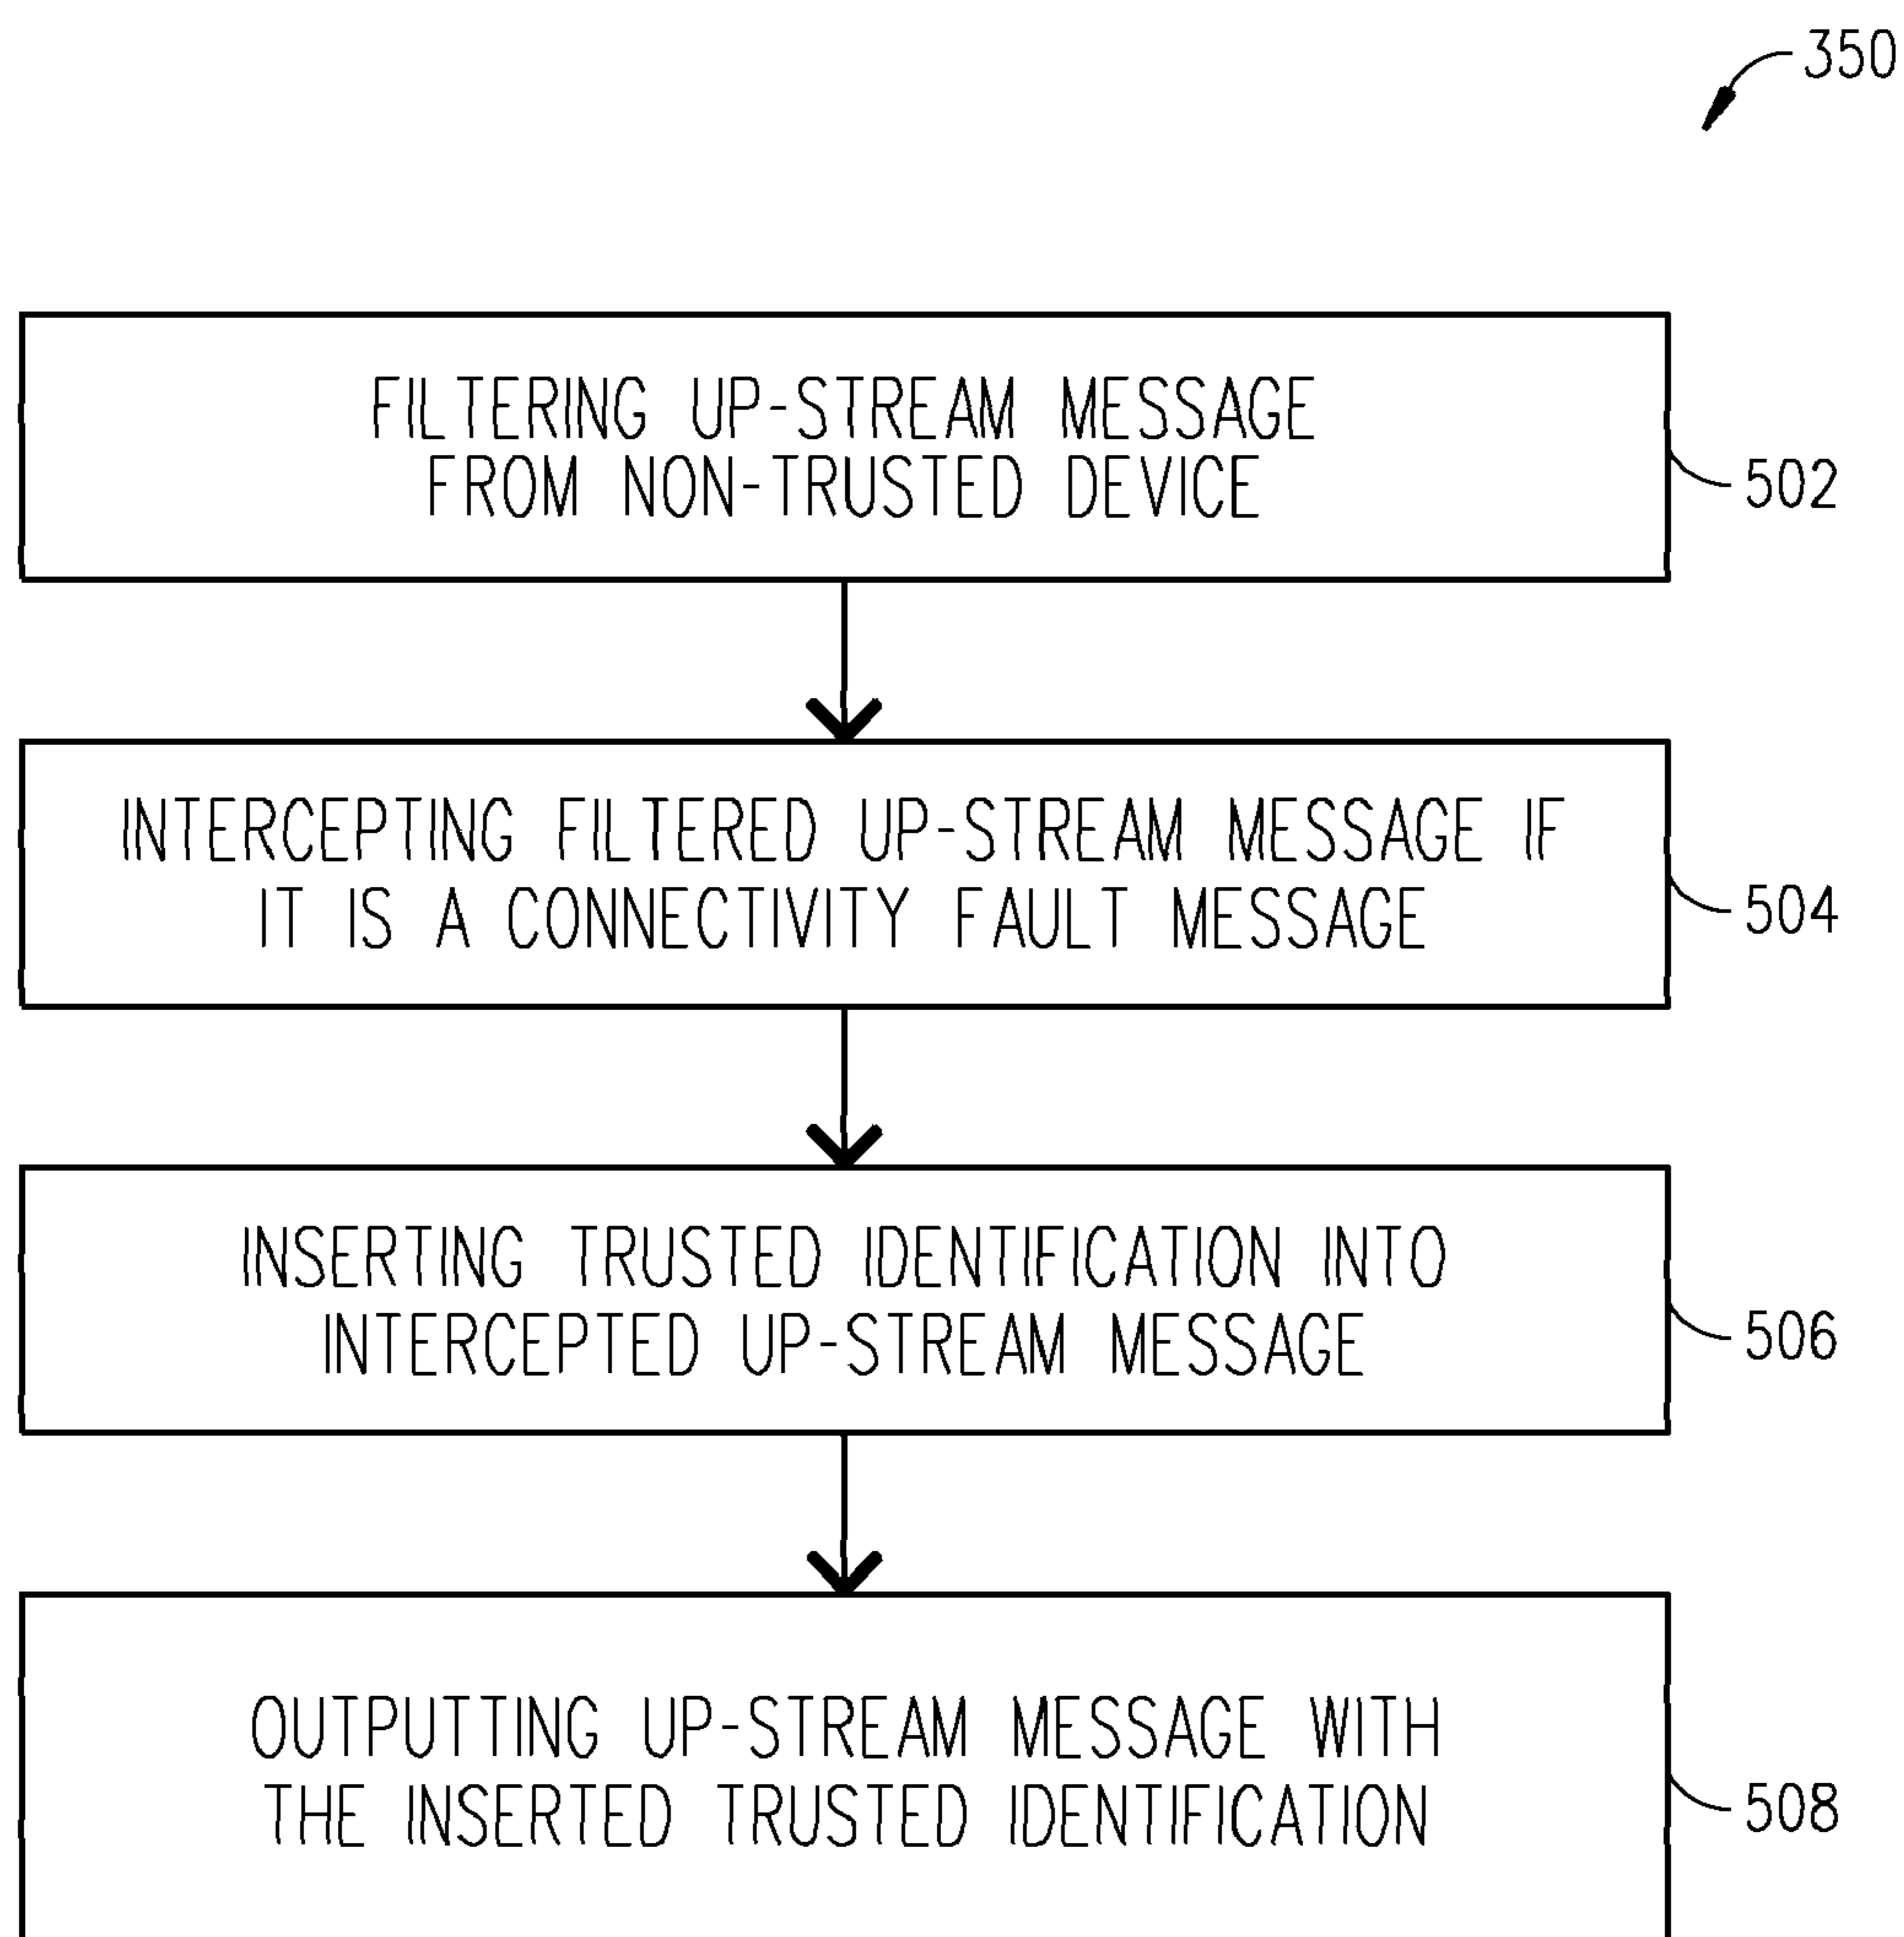 350
FILTERING UP-STREAM MESSAGE
FROM NON-TRUSTED DEVICE
502
INTERCEPTING FILTERED UP-STREAM MESSAGE IF
IT IS A CONNECTIVITY FAULT MESSAGE
504
INSERTING TRUSTED IDENTIFICATION INTO
INTERCEPTED UP-STREAM MESSAGE
506
OUTPUTTING UP-STREAM MESSAGE WITH
THE INSERTED TRUSTED IDENTIFICATION
508